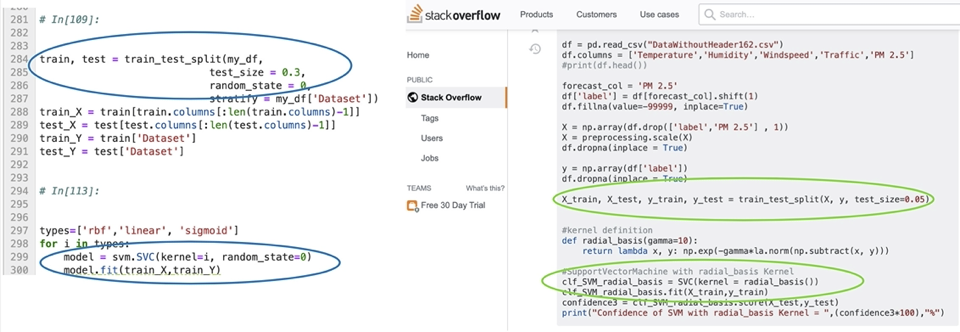 281 # In[109]:
282
283
284 train, test = train_test_split(my_df,
285 test_size = 0.3,
286 random_state = 0,
287 stratify = my_df['Dataset'])
288 train_X = train[train.columns[:len(train.columns)-1]]
289 test_X = test[test.columns[:len(test.columns)-1]]
290 train_Y = train['Dataset']
291 test_Y = test['Dataset']
292
293
294 # In[113]:
295
296
297 types=['rbf','linear', 'sigmoid']
298 for i in types:
299 model = svm.SVC(kernel=i, random_state=0)
300 model.fit(train_X,train_Y)
stackoverflow Products Customers Use cases Search...
Home
PUBLIC
Stack Overflow
Tags
Users
Jobs
TEAMS What's this?
Free 30 Day Trial
df = pd.read_csv("DataWithoutHeader162.csv")
df.columns = ['Temperature','Humidity','Windspeed','Traffic','PM 2.5']
#print(df.head())
forecast_col = 'PM 2.5'
df['label'] = df[forecast_col].shift(1)
df.fillna(value=-99999, inplace=True)
X = np.array(df.drop(['label','PM 2.5'] , 1))
X = preprocessing.scale(X)
df.dropna(inplace = True)
y = np.array(df['label'])
df.dropna(inplace = True)
X_train, X_test, y_train, y_test = train_test_split(X, y, test_size=0.05)
#kernel definition
def radial_basis(gamma=10):
return lambda x, y: np.exp(-gamma*la.norm(np.subtract(x, y)))
#SupportVectorMachine with radial_basis Kernel
clf_SVM_radial_basis = SVC(kernel = radial_basis())
clf_SVM_radial_basis.fit(X_train,y_train)
confidence3 = clf_SVM_radial_basis.score(X_test,y_test)
print("Confidence of SVM with radial_basis Kernel = ",(confidence3*100),"%")